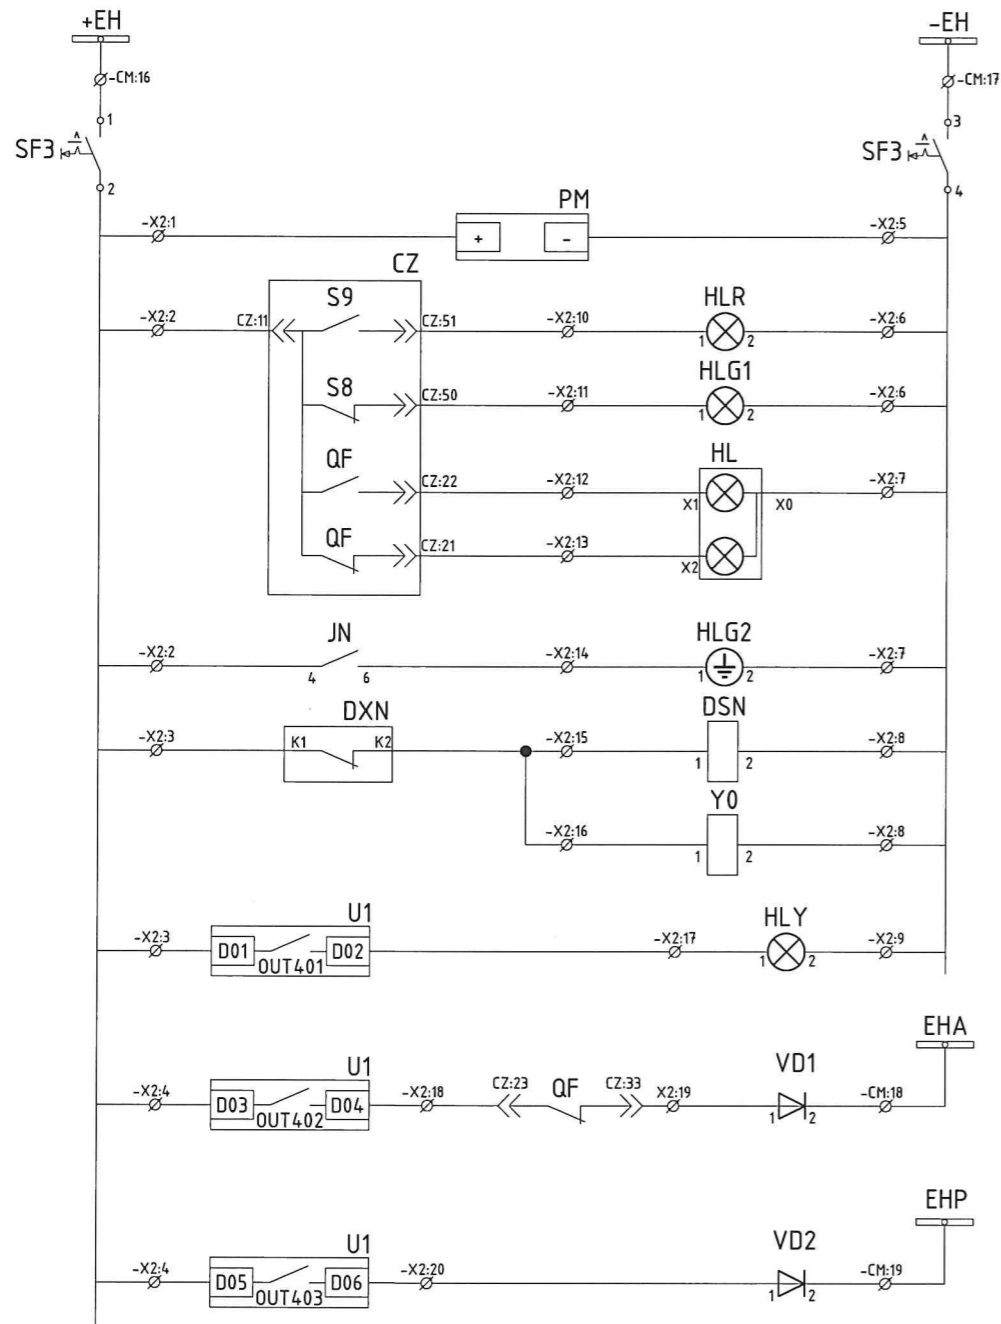 +EH -EH
-CM:16 -CM:17
1 3
SF3 SF3
2 4
PM
-X2:1 + - -X2:5
CZ
S9 HLR
-X2:2 CZ:11 CZ:51 -X2:10 1 2 -X2:6
S8 HLG1
CZ:50 -X2:11 1 2 -X2:6
QF HL
CZ:22 -X2:12 X1 X0 -X2:7
QF
CZ:21 -X2:13 X2
JN HLG2
-X2:2 4 6 -X2:14 1 2 -X2:7
DXN DSN
-X2:3 K1 K2 -X2:15 1 2 -X2:8
Y0
-X2:16 1 2 -X2:8
U1 HLY
-X2:3 D01 OUT401 D02 -X2:17 1 2 -X2:9
EHA
U1 CZ:23 QF CZ:33 VD1
-X2:4 D03 OUT402 D04 -X2:18 X2:19 1 2 -CM:18
EHP
U1 VD2
-X2:4 D05 OUT403 D06 -X2:20 1 2 -CM:19